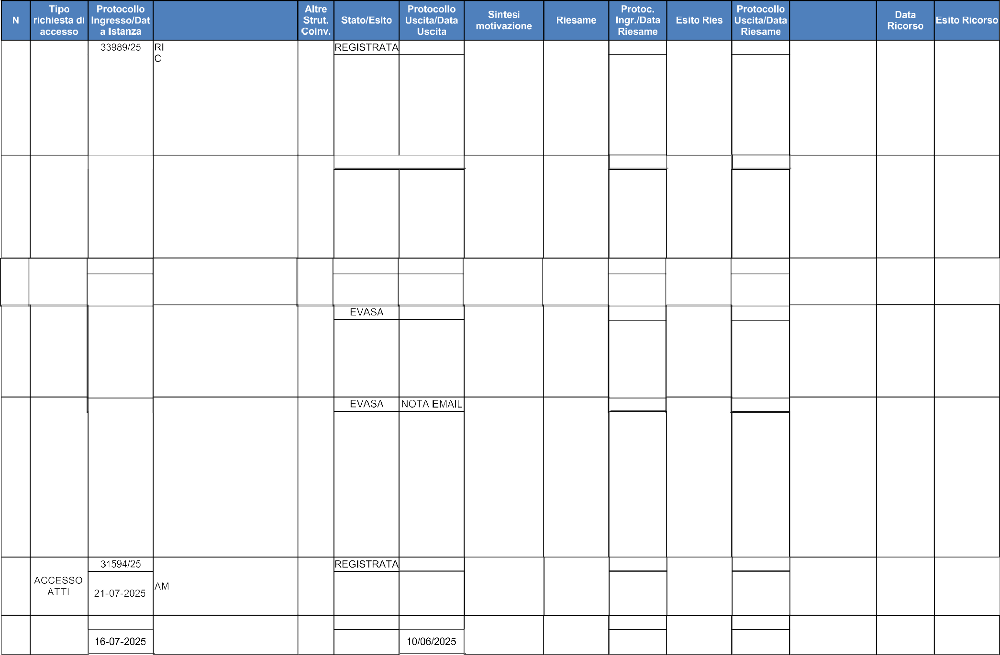 N
Tipo
richiesta di
accesso
Protocollo
Ingresso/Dat
a Istanza
Altre
Strut.
Coinv.
Stato/Esito
Protocollo
Uscita/Data
Uscita
Sintesi
motivazione
Riesame
Protoc.
Ingr./Data
Riesame
Esito Ries
Protocollo
Uscita/Data
Riesame
Data
Ricorso
Esito Ricorso
33989/25
RI
C
REGISTRATA
EVASA
EVASA
NOTA EMAIL
ACCESSO
ATTI
31594/25
21-07-2025
AM
REGISTRATA
16-07-2025
10/06/2025